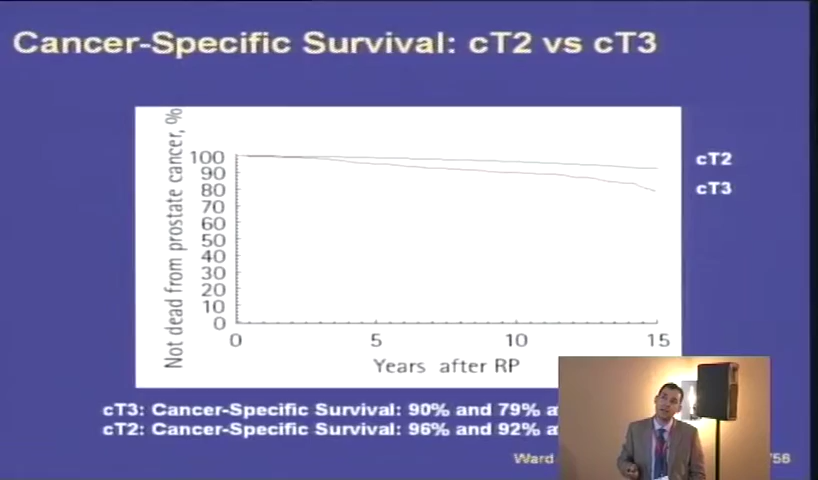 Cancer-Specific Survival: cT2 vs cT3
Not dead from prostate cancer, %
100
90
80
70
60
50
40
30
20
10
0
0 5 10 15
Years after RP
cT2
cT3
cT3: Cancer-Specific Survival: 90% and 79%
cT2: Cancer-Specific Survival: 96% and 92%
Ward